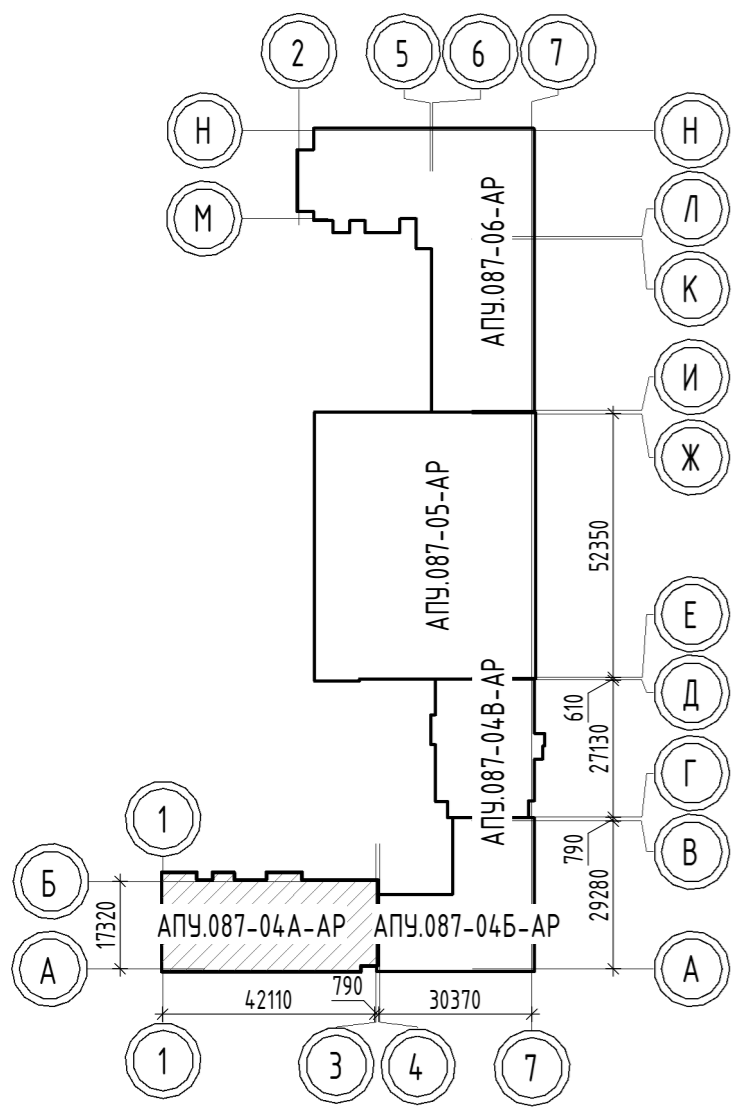 2
5
6
7
Н
Н
М
Л
К
АПУ.087-06-АР
И
Ж
АПУ.087-05-АР
52350
Е
Д
610
27130
АПУ.087-04В-АР
Г
В
790
29280
1
Б
17320
А
АПУ.087-04А-АР
АПУ.087-04Б-АР
А
42110
790
30370
1
3
4
7